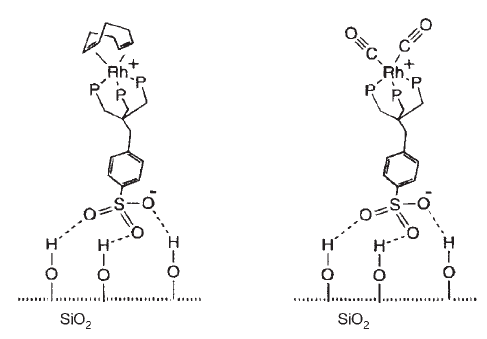 O O
C C
Rh+ Rh+
P P P P P P
O=S-O- O=S-O-
O O
H H H H H H
O O O O O O
SiO2 SiO2